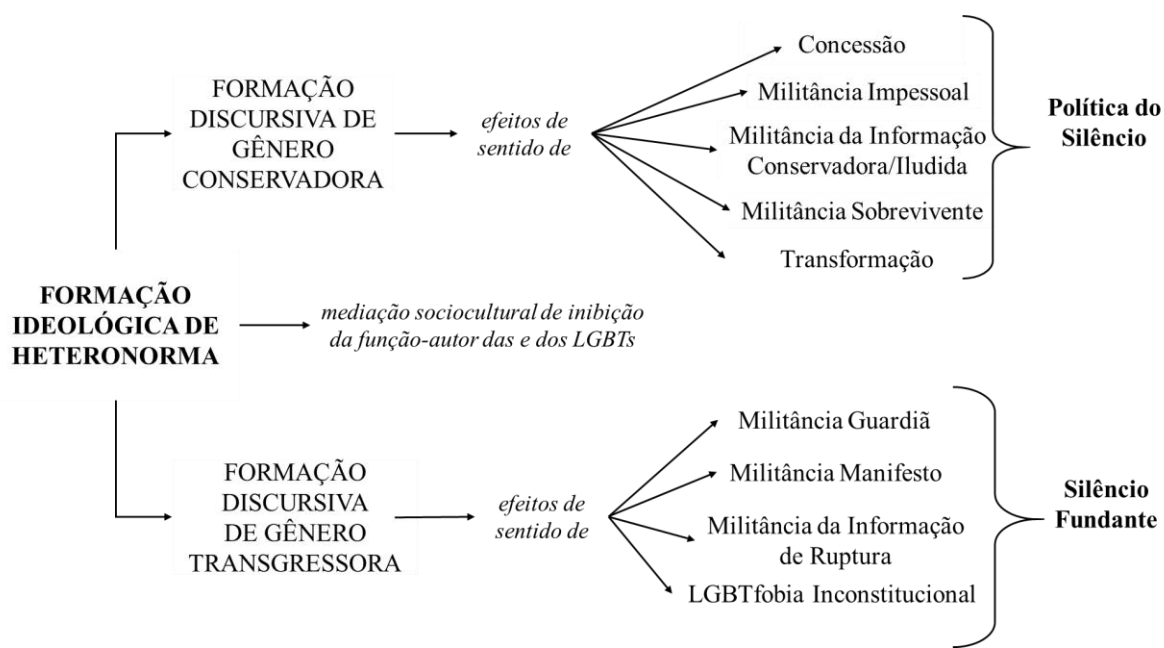 FORMAÇÃO
DISCURSIVA DE
GÊNERO
CONSERVADORA
efeitos de
sentido de
Concessão
Militância Impessoal
Militância da Informação
Conservadora/Iludida
Militância Sobrevivente
Transformação
Política do
Silêncio
FORMAÇÃO
IDEOLÓGICA DE
HETERONORMA
mediação sociocultural de inibição
da função-autor das e dos LGBTs
FORMAÇÃO
DISCURSIVA
DE GÊNERO
TRANSGRESSORA
efeitos de
sentido de
Militância Guardiã
Militância Manifesto
Militância da Informação
de Ruptura
LGBTfobia Inconstitucional
Silêncio
Fundante